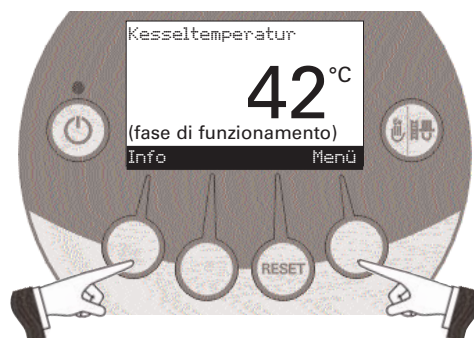 Kesseltemperatur
42°C
(fase di funzionamento)
Info Menü
RESET